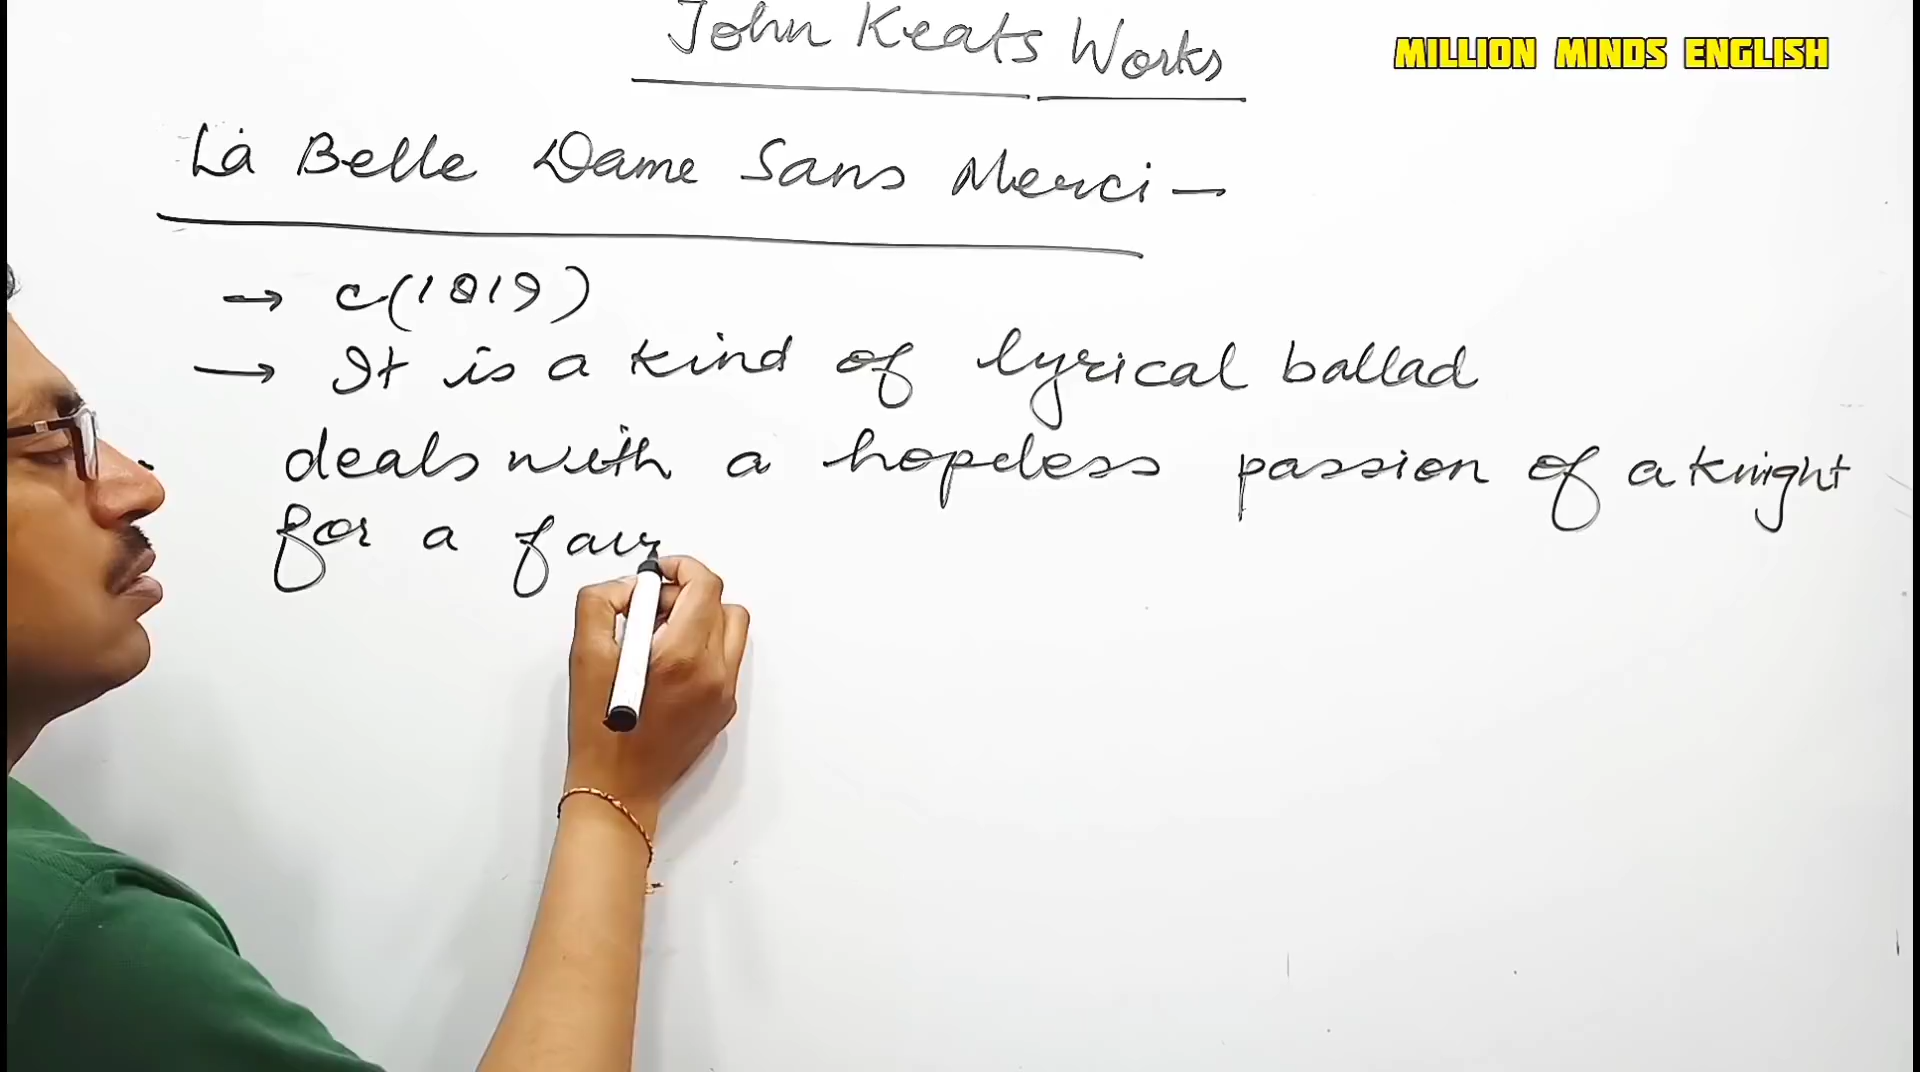 John Keats Works
MILLION MINDS ENGLISH
La Belle Dame Sans Merci -
→ c(1819)
→ It is a kind of lyrical ballad
deals with a hopeless passion of a knight
for a